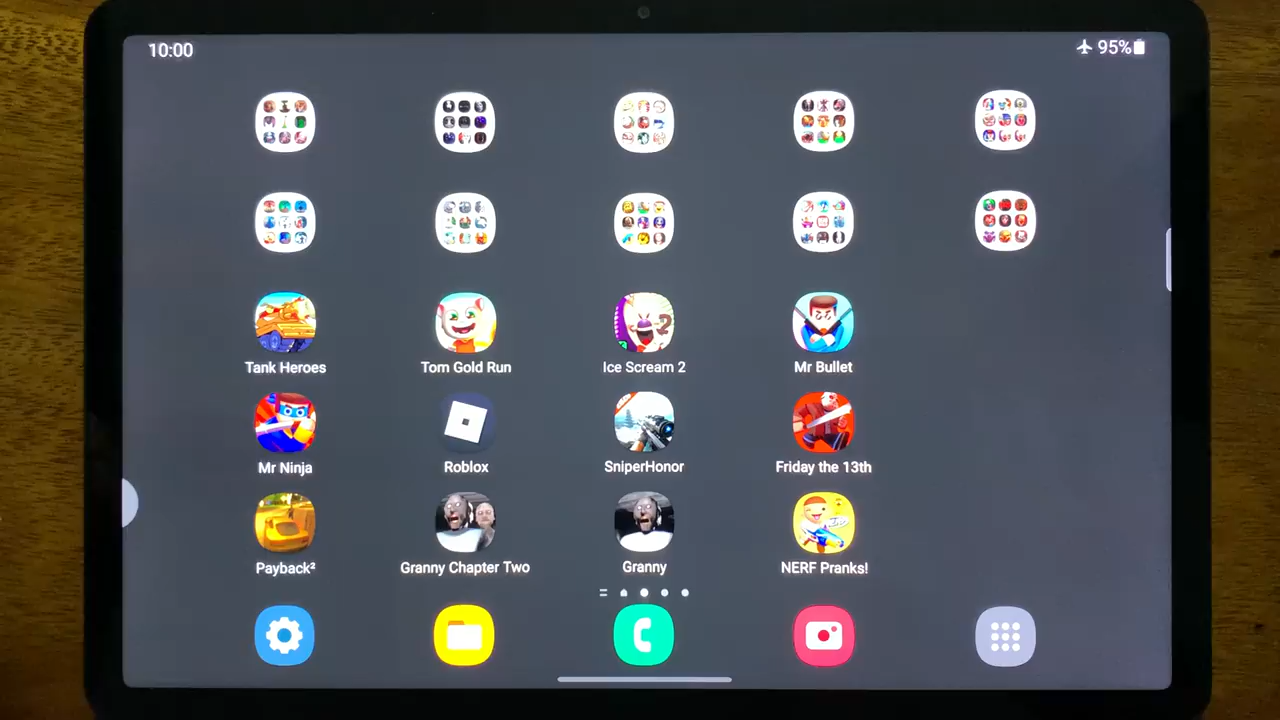 10:00
95%
Tank Heroes
Tom Gold Run
Ice Scream 2
Mr Bullet
Mr Ninja
Roblox
SniperHonor
Friday the 13th
Payback²
Granny Chapter Two
Granny
NERF Pranks!